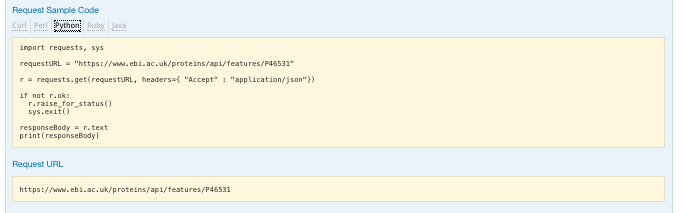 Request Sample Code
Curl Perl Python Ruby Java
import requests, sys
requestURL = "https://www.ebi.ac.uk/proteins/api/features/P46531"
r = requests.get(requestURL, headers={ "Accept" : "application/json"})
if not r.ok:
  r.raise_for_status()
  sys.exit()
responseBody = r.text
print(responseBody)
Request URL
https://www.ebi.ac.uk/proteins/api/features/P46531